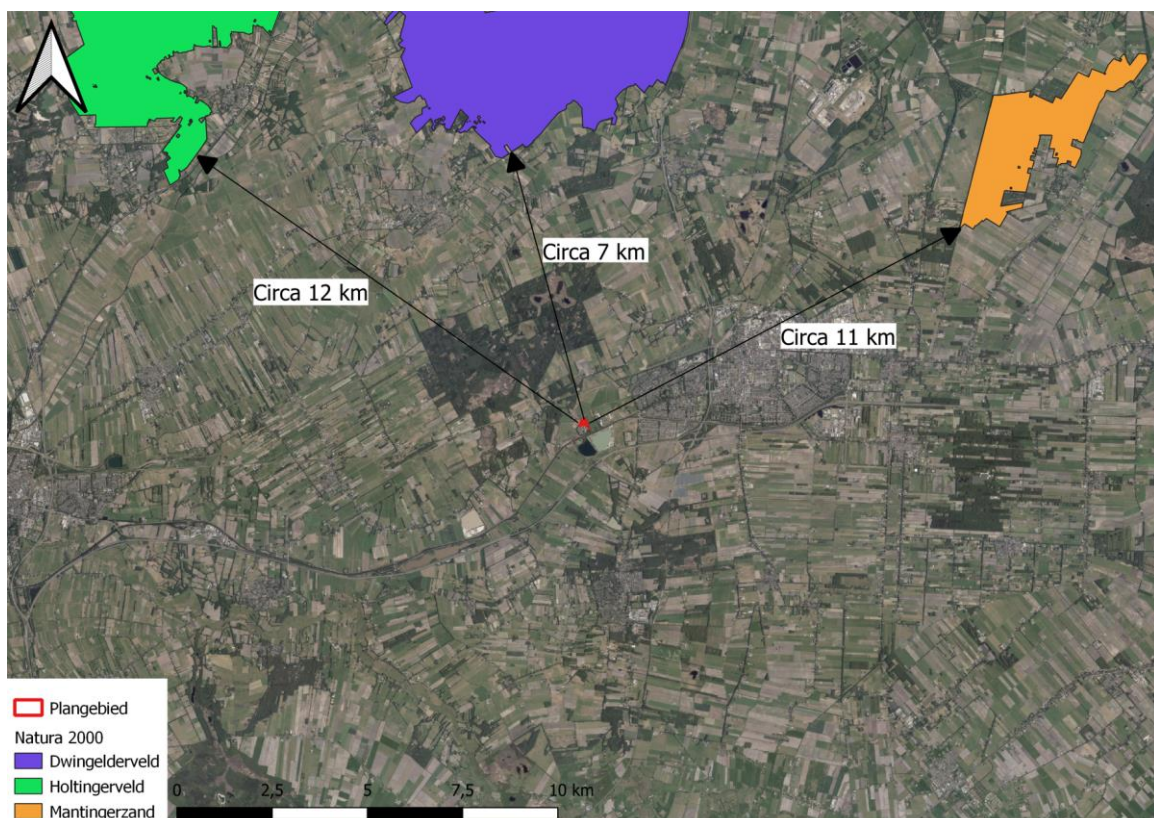 Circa 7 km
Circa 12 km
Circa 11 km
Plangebied
Natura 2000
Dwingelderveld
Holtingerveld
Mantingerzand
0 2,5 5 7,5 10 km